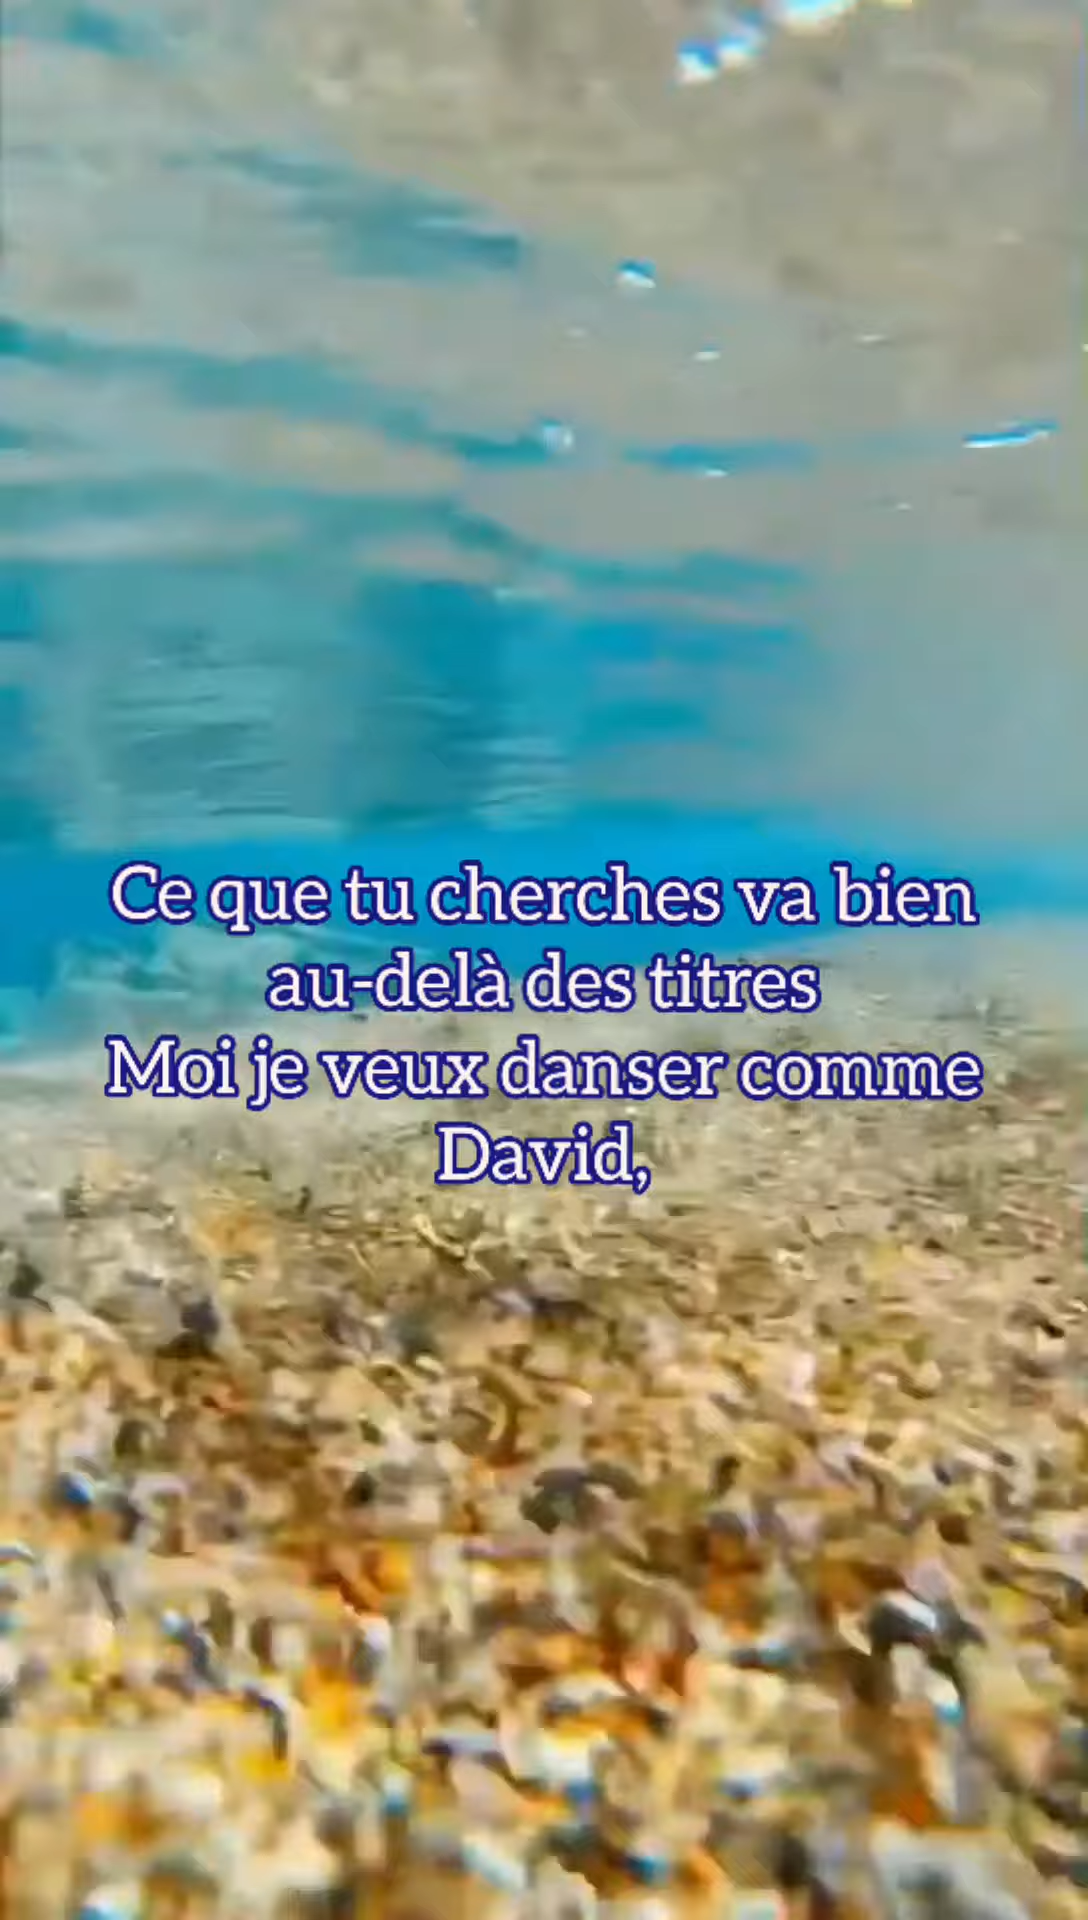 Ce que tu cherches va bien
au-delà des titres
Moi je veux danser comme
David,